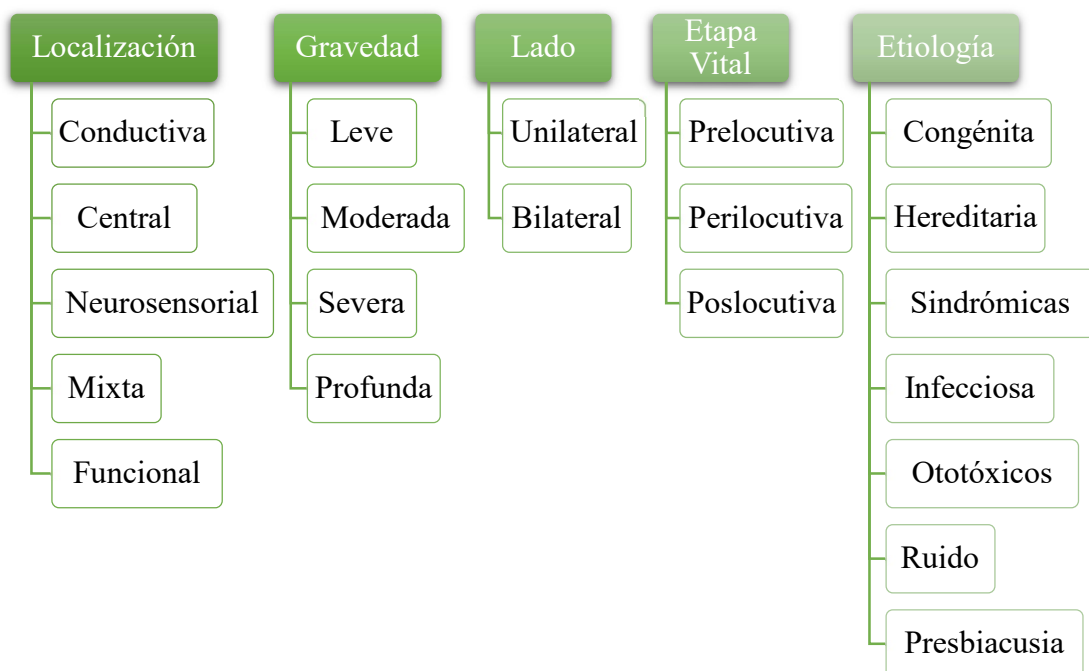 Localización
Conductiva
Central
Neurosensorial
Mixta
Funcional
Gravedad
Leve
Moderada
Severa
Profunda
Lado
Unilateral
Bilateral
Etapa
Vital
Prelocutiva
Perilocutiva
Poslocutiva
Etiología
Congénita
Hereditaria
Sindrómicas
Infecciosa
Ototóxicos
Ruido
Presbiacusia